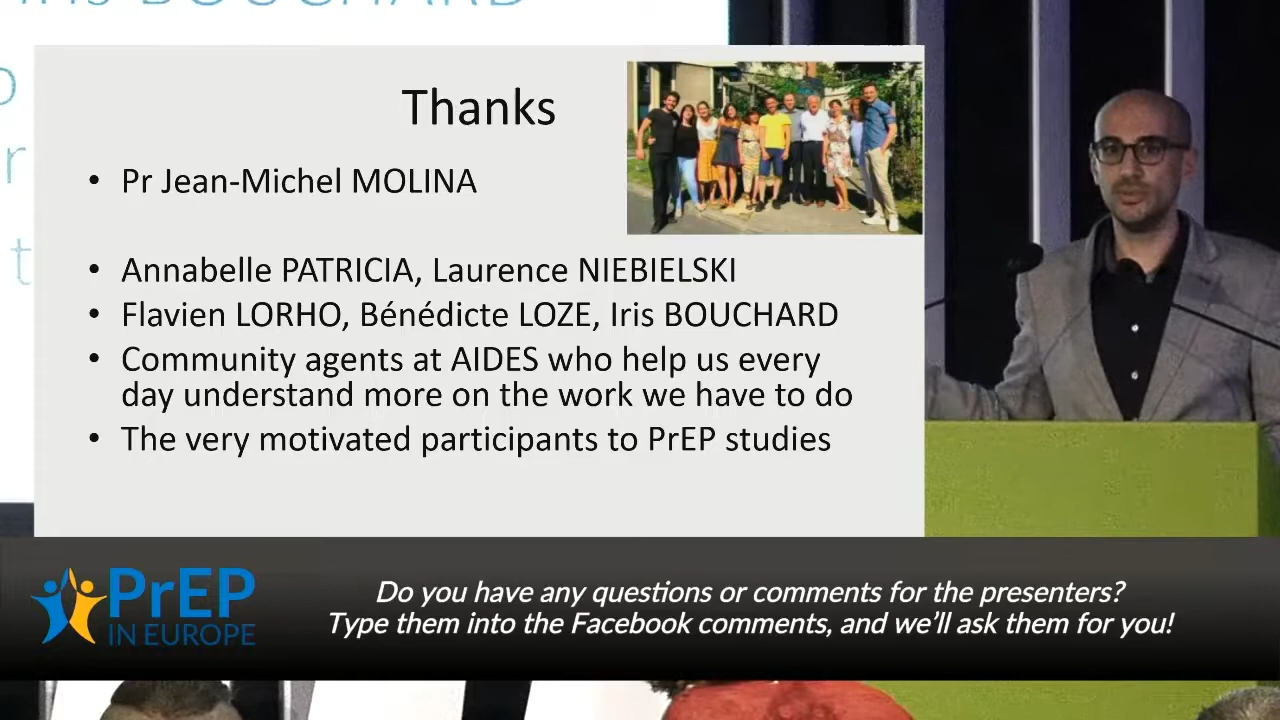 Iris BOUCHARD
Thanks
• Pr Jean-Michel MOLINA
• Annabelle PATRICIA, Laurence NIEBIELSKI
• Flavien LORHO, Bénédicte LOZE, Iris BOUCHARD
• Community agents at AIDES who help us every
day understand more on the work we have to do
• The very motivated participants to PrEP studies
PrEP
IN EUROPE
Do you have any questions or comments for the presenters?
Type them into the Facebook comments, and we'll ask them for you!